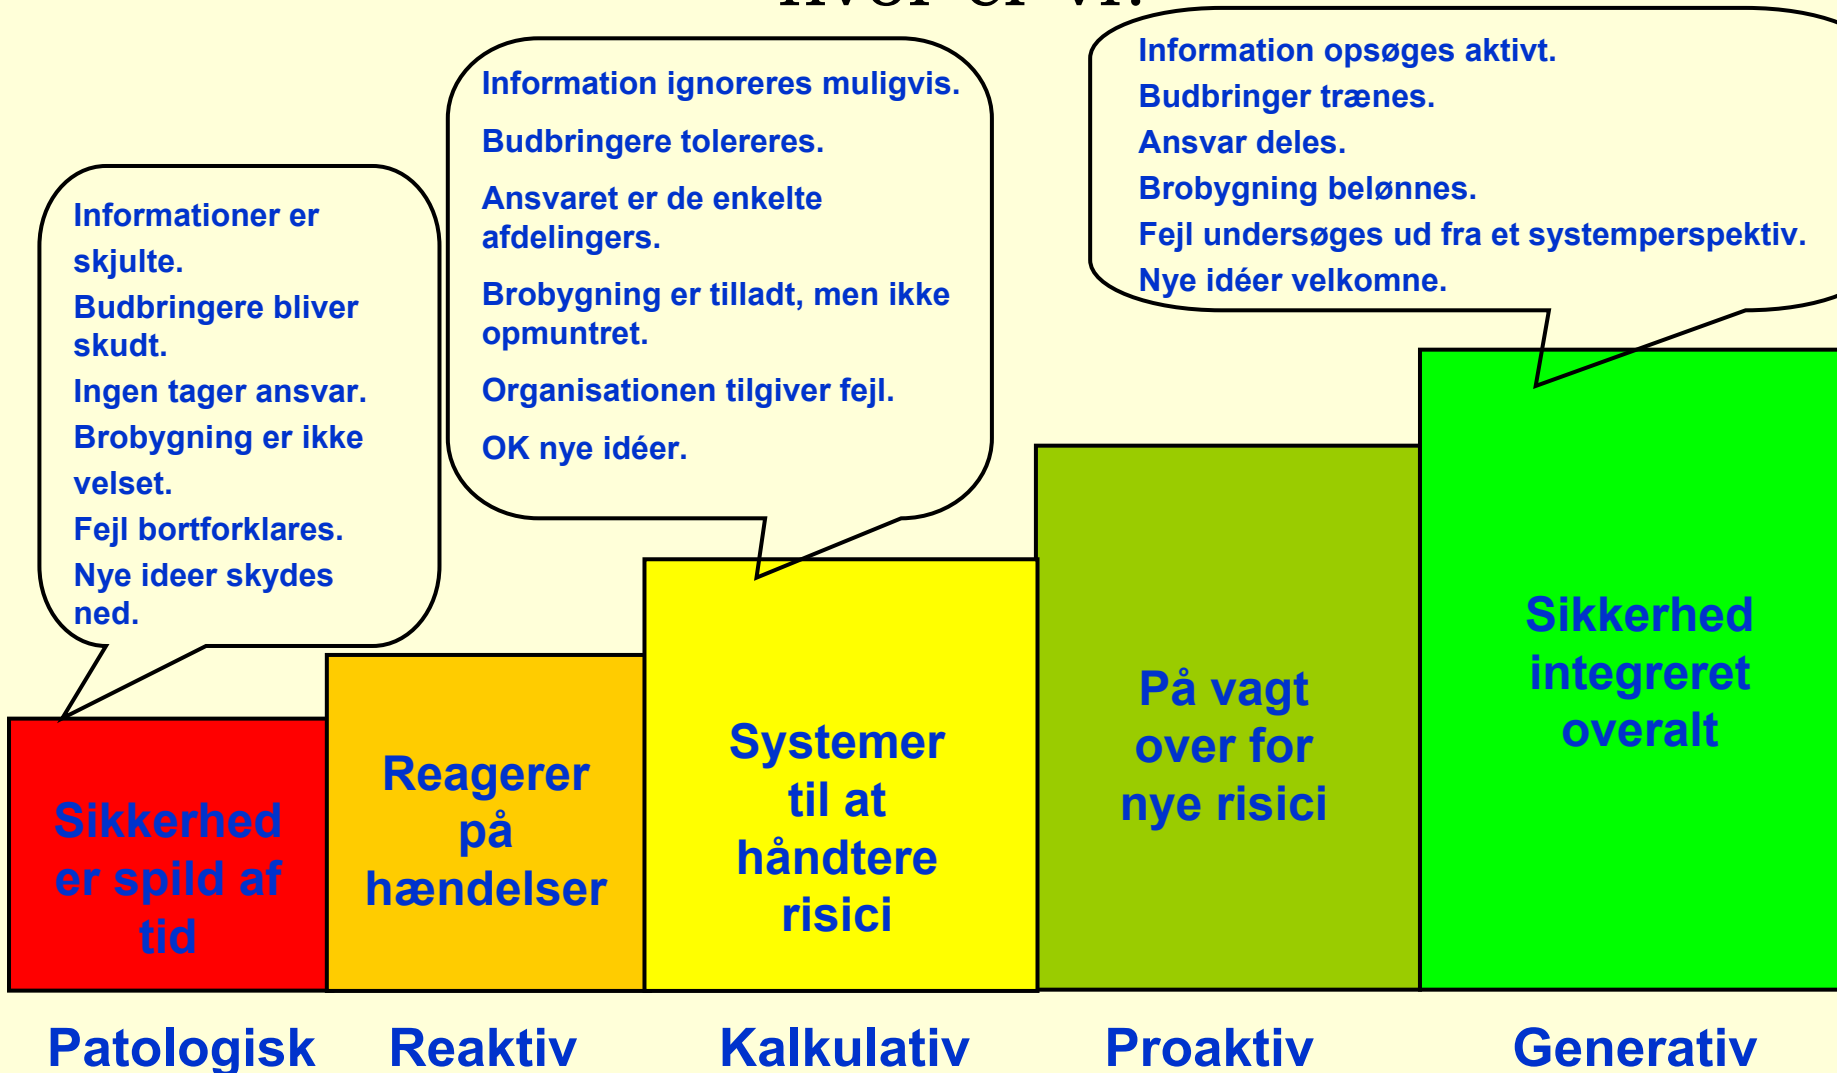 hvor er vi?
Informationer er
skjulte.
Budbringere bliver
skudt.
Ingen tager ansvar.
Brobygning er ikke
velset.
Fejl bortforklares.
Nye ideer skydes
ned.
Information ignoreres muligvis.
Budbringere tolereres.
Ansvaret er de enkelte
afdelingers.
Brobygning er tilladt, men ikke
opmuntret.
Organisationen tilgiver fejl.
OK nye idéer.
Information opsøges aktivt.
Budbringer trænes.
Ansvar deles.
Brobygning belønnes.
Fejl undersøges ud fra et systemperspektiv.
Nye idéer velkomne.
Sikkerhed
er spild af
tid
Reagerer
på
hændelser
Systemer
til at
håndtere
risici
På vagt
over for
nye risici
Sikkerhed
integreret
overalt
Patologisk
Reaktiv
Kalkulativ
Proaktiv
Generativ